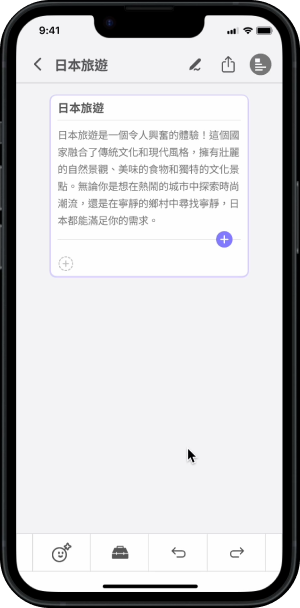 9:41
日本旅遊
日本旅遊
日本旅遊是一個令人興奮的體驗！這個國
家融合了傳統文化和現代風格，擁有壯麗
的自然景觀、美味的食物和獨特的文化景
點。無論你是想在熱鬧的城市中探索時尚
潮流，還是在寧靜的鄉村中尋找寧靜，日
本都能滿足你的需求。